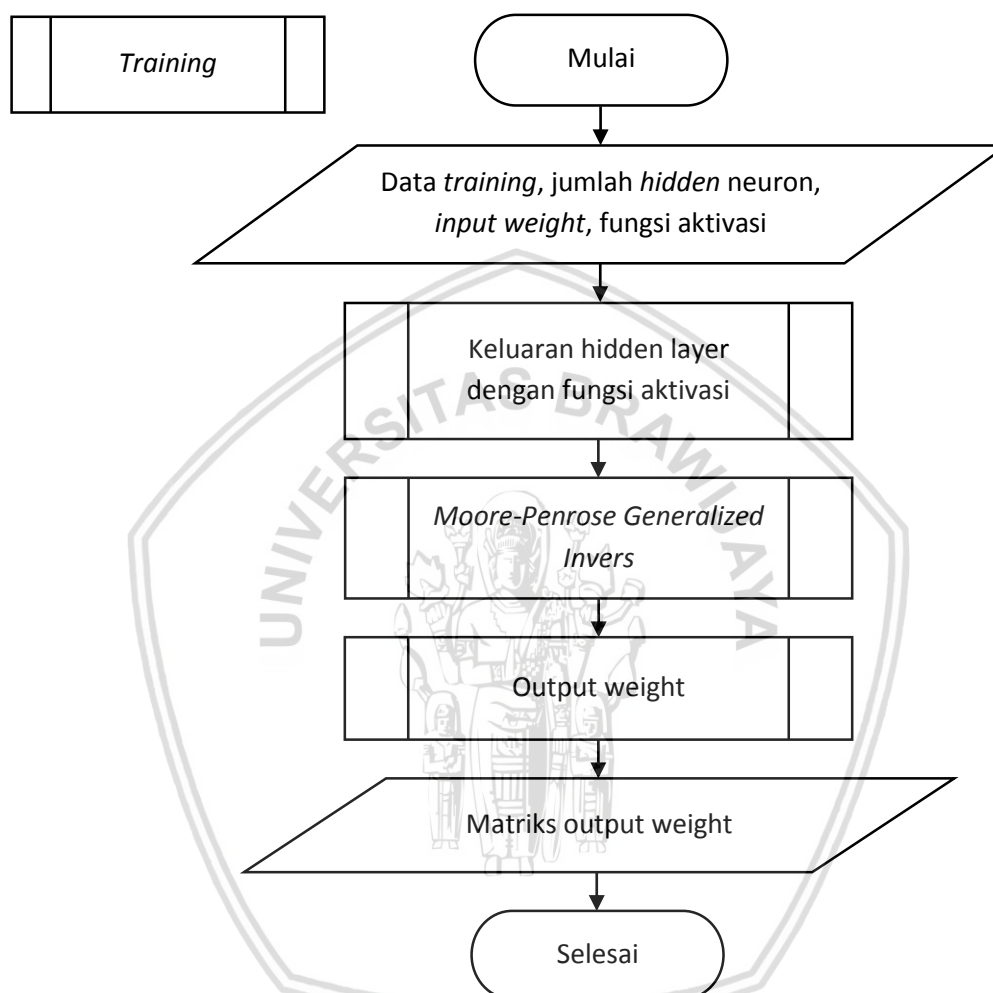 Training
Mulai
Data training, jumlah hidden neuron,
input weight, fungsi aktivasi
Keluaran hidden layer
dengan fungsi aktivasi
Moore-Penrose Generalized
Invers
Output weight
Matriks output weight
Selesai
UNIVERSITAS BRAWIJAYA